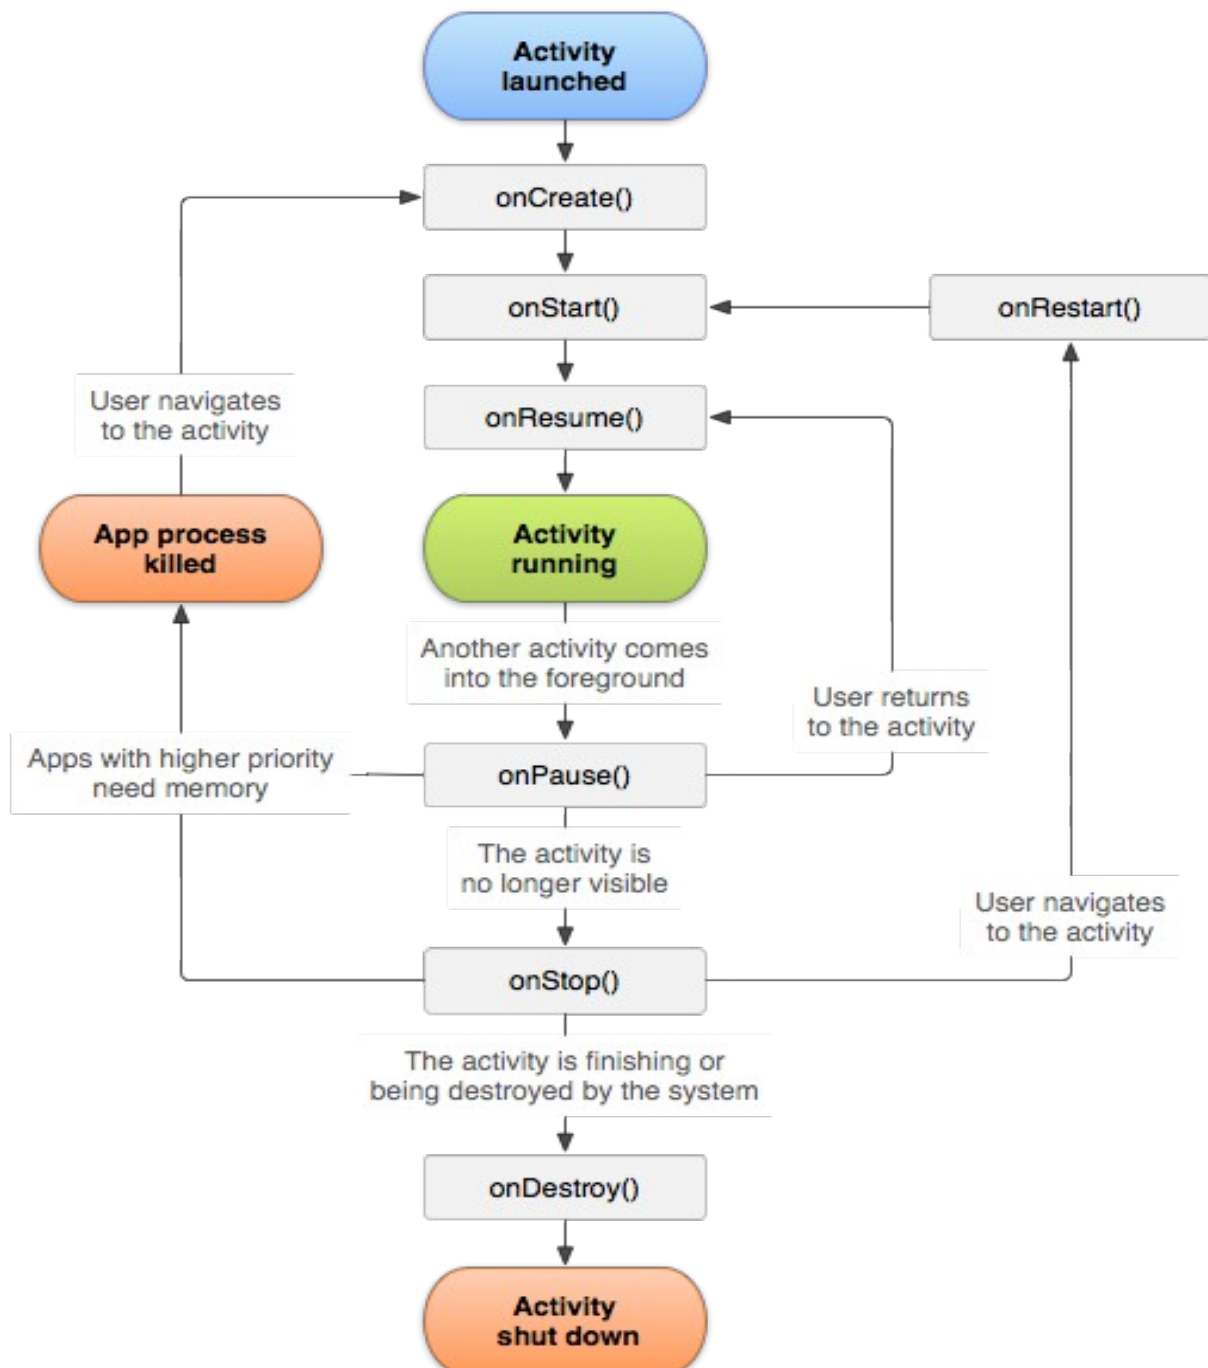 Activity
launched
onCreate()
onStart()
onRestart()
User navigates
to the activity
onResume()
App process
killed
Activity
running
Another activity comes
into the foreground
User returns
to the activity
Apps with higher priority
need memory
onPause()
The activity is
no longer visible
User navigates
to the activity
onStop()
The activity is finishing or
being destroyed by the system
onDestroy()
Activity
shut down